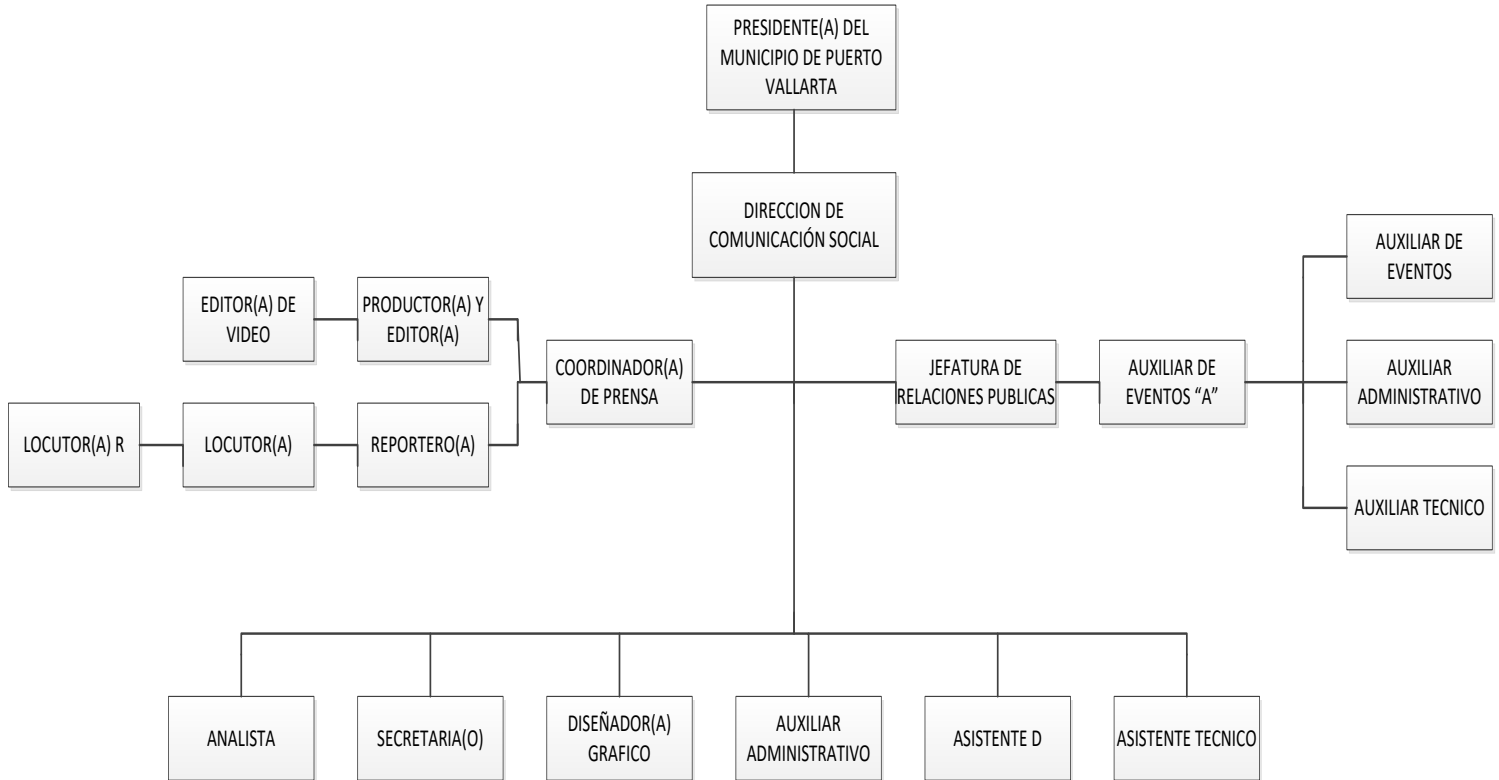 PRESIDENTE(A) DEL
MUNICIPIO DE PUERTO
VALLARTA
DIRECCION DE
COMUNICACIÓN SOCIAL
EDITOR(A) DE
VIDEO
PRODUCTOR(A) Y
EDITOR(A)
LOCUTOR(A) R
LOCUTOR(A)
REPORTERO(A)
COORDINADOR(A)
DE PRENSA
JEFATURA DE
RELACIONES PUBLICAS
AUXILIAR DE
EVENTOS “A”
AUXILIAR DE
EVENTOS
AUXILIAR
ADMINISTRATIVO
AUXILIAR TECNICO
ANALISTA
SECRETARIA(O)
DISEÑADOR(A)
GRAFICO
AUXILIAR
ADMINISTRATIVO
ASISTENTE D
ASISTENTE TECNICO